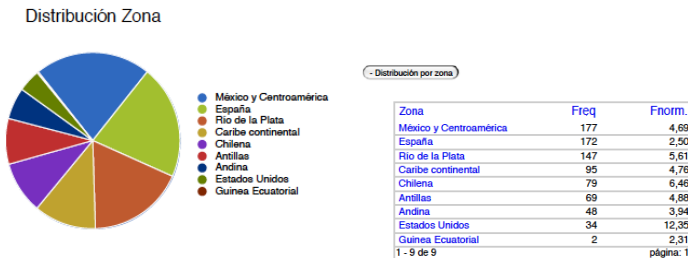 Distribución Zona
México y Centroamérica
España
Río de la Plata
Caribe continental
Chilena
Antillas
Andina
Estados Unidos
Guinea Ecuatorial
- Distribución por zona
Zona Freq Fnorm.
México y Centroamérica 177 4,69
España 172 2,50
Río de la Plata 147 5,61
Caribe continental 95 4,76
Chilena 79 6,46
Antillas 69 4,88
Andina 48 3,94
Estados Unidos 34 12,35
Guinea Ecuatorial 2 2,31
1 - 9 de 9 página: 1